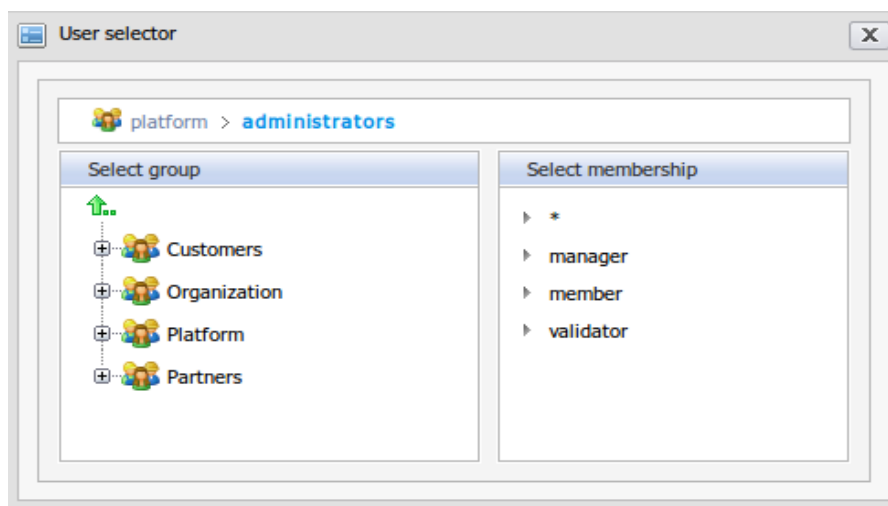 User selector
X
platform > administrators
Select group
..
Customers
Organization
Platform
Partners
Select membership
*
manager
member
validator